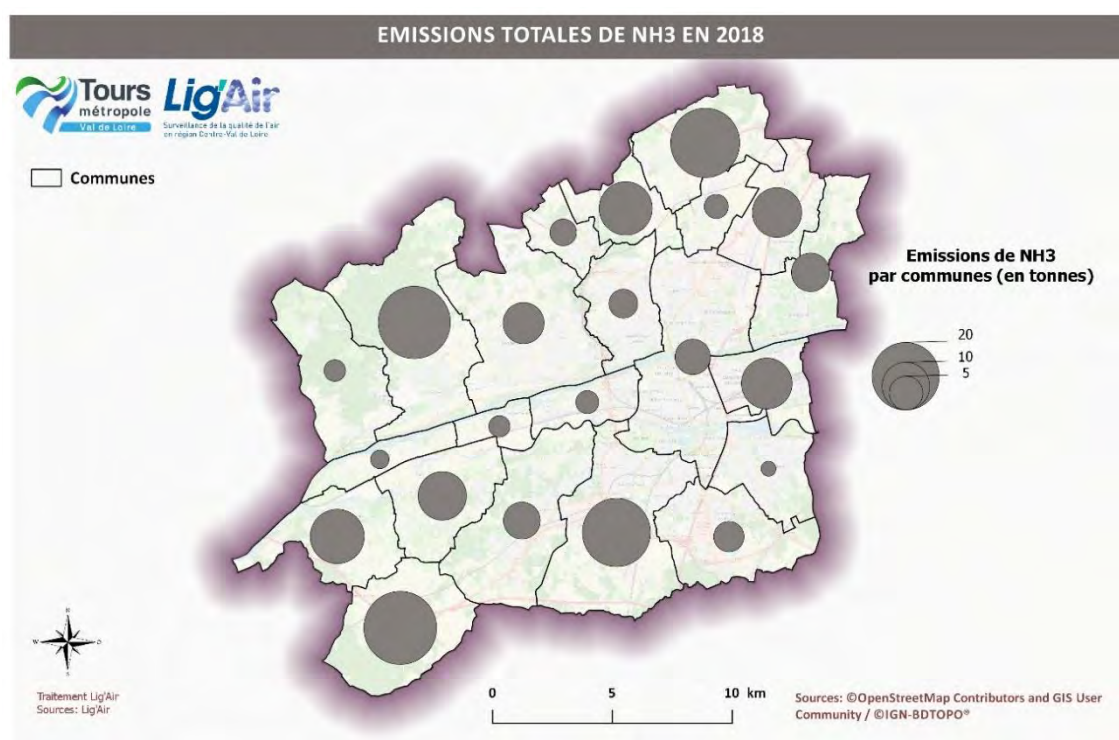 EMISSIONS TOTALES DE NH3 EN 2018
Tours
métropole
Val de Loire
Lig'Air
Surveillance de la qualité de l'air
en région Centre-Val de Loire
Communes
Emissions de NH3
par communes (en tonnes)
20
10
5
N
W
S
Traitement Lig'Air
Sources: Lig'Air
0 5 10 km
Sources: ©OpenStreetMap Contributors and GIS User
Community / ©IGN-BDTOPO®